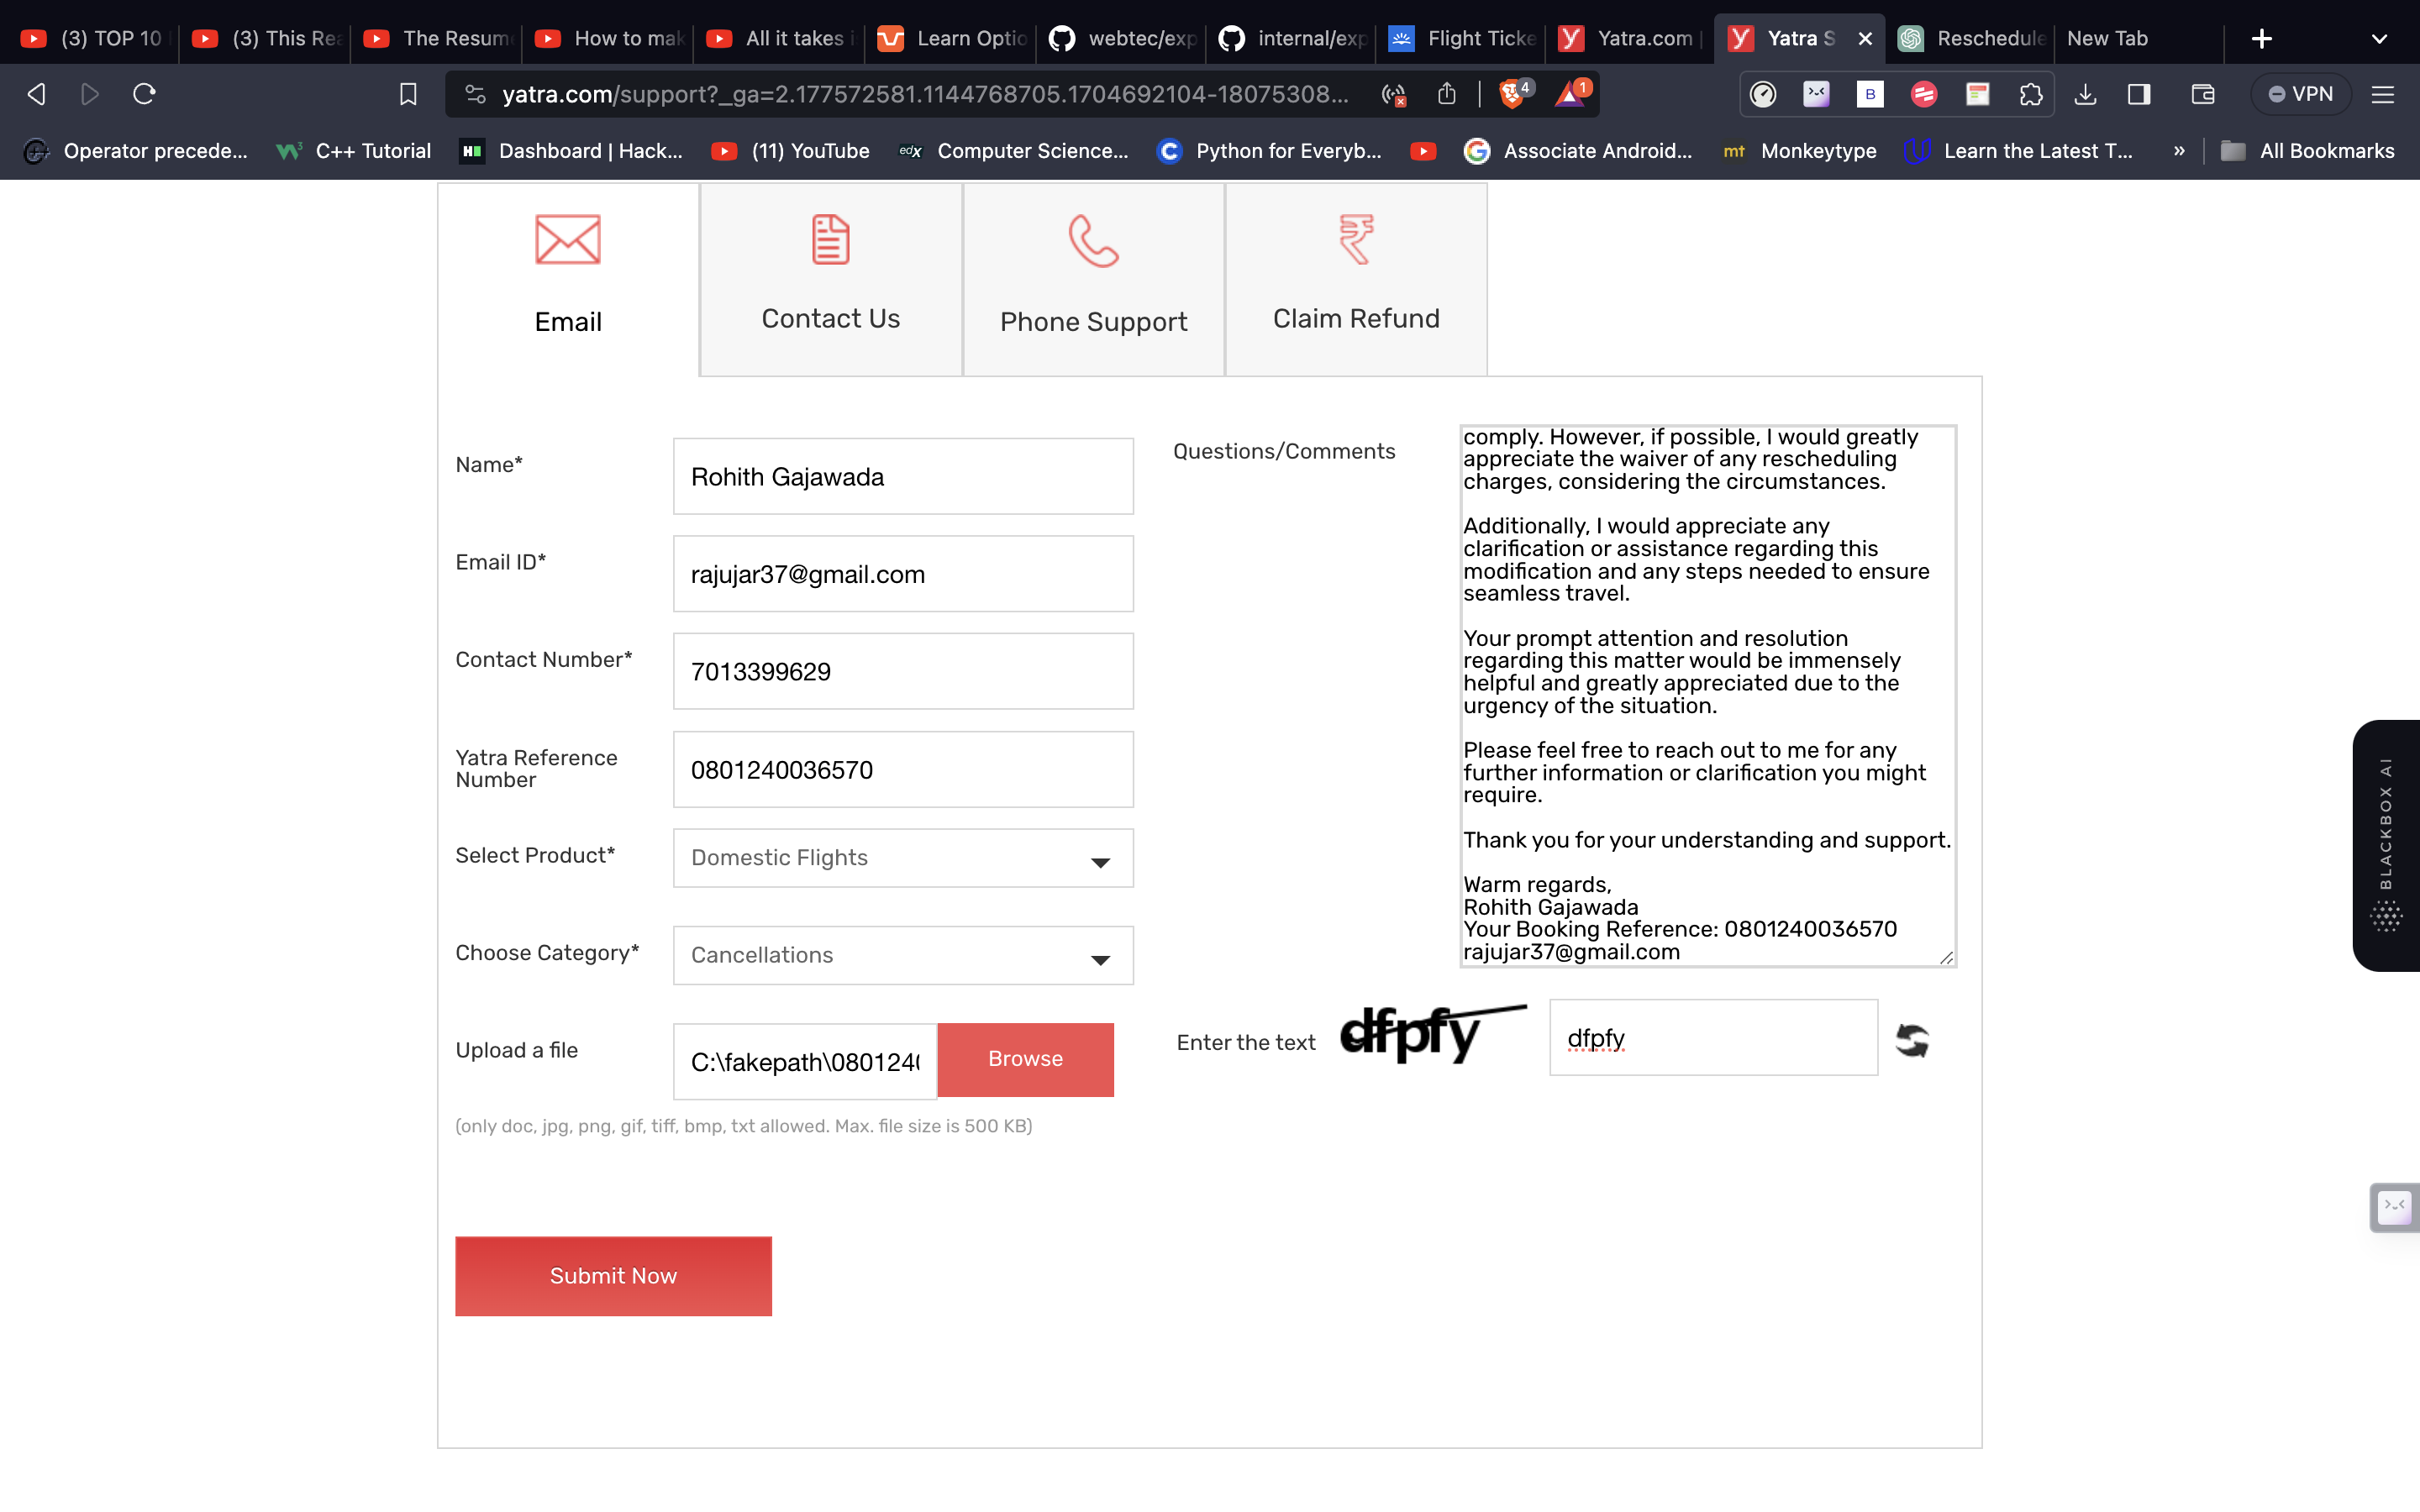 (3) TOP 10
(3) This Rea
The Resum
How to mak
All it takes i
Learn Optio
webtec/exp
internal/exp
Flight Ticke
Yatra.com |
Yatra S
Reschedule
New Tab
yatra.com/support?_ga=2.177572581.1144768705.1704692104-18075308...
4
1
B
VPN
Operator precede...
C++ Tutorial
Dashboard | Hack...
(11) YouTube
edX
Computer Science...
Python for Everyb...
Associate Android...
mt
Monkeytype
Learn the Latest T...
»
All Bookmarks
Email
Contact Us
Phone Support
Claim Refund
Name*
Rohith Gajawada
Email ID*
rajujar37@gmail.com
Contact Number*
7013399629
Yatra Reference
Number
0801240036570
Select Product*
Domestic Flights
Choose Category*
Cancellations
Upload a file
C:\fakepath\080124(
Browse
(only doc, jpg, png, gif, tiff, bmp, txt allowed. Max. file size is 500 KB)
Submit Now
Questions/Comments
comply. However, if possible, I would greatly
appreciate the waiver of any rescheduling
charges, considering the circumstances.
Additionally, I would appreciate any
clarification or assistance regarding this
modification and any steps needed to ensure
seamless travel.
Your prompt attention and resolution
regarding this matter would be immensely
helpful and greatly appreciated due to the
urgency of the situation.
Please feel free to reach out to me for any
further information or clarification you might
require.
Thank you for your understanding and support.
Warm regards,
Rohith Gajawada
Your Booking Reference: 0801240036570
rajujar37@gmail.com
Enter the text
dfpfy
dfpfy
BLACKBOX AI